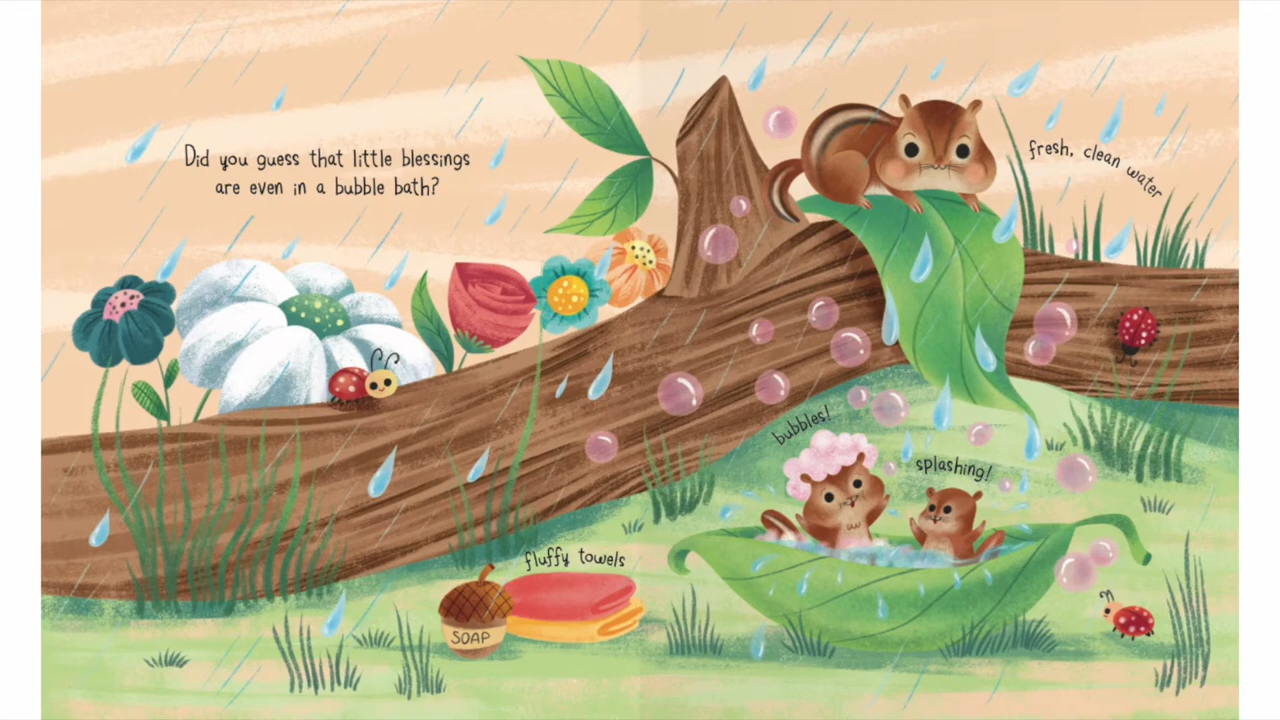 Did you guess that little blessings
are even in a bubble bath?
fresh, clean water
bubbles!
splashing!
fluffy towels
SOAP